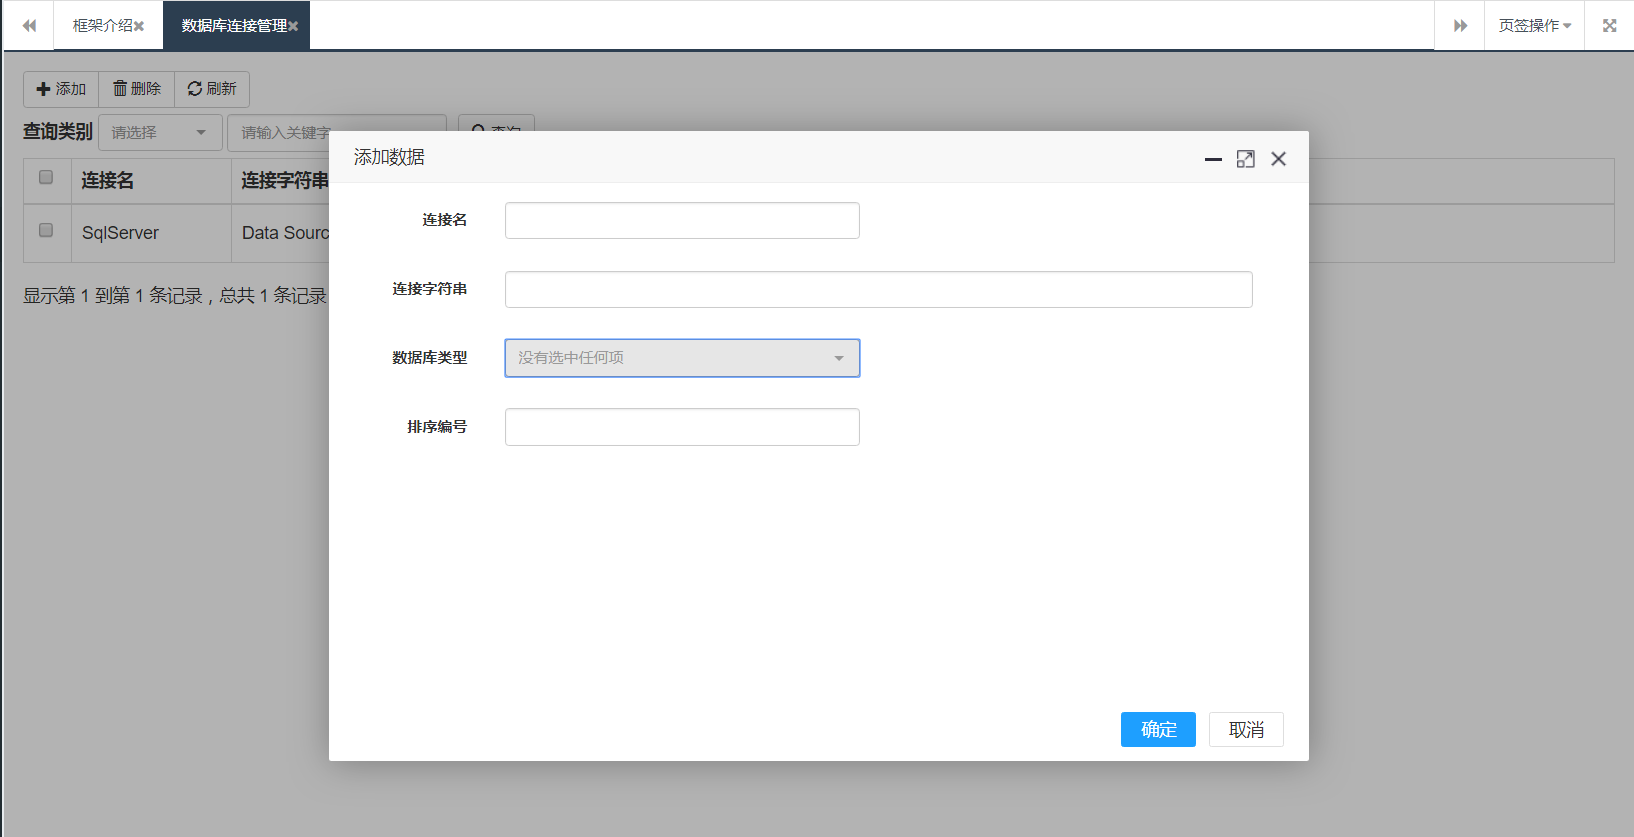 框架介绍
数据库连接管理
页签操作
添加
删除
刷新
查询类别
请选择
请输入关键字
查询
连接名
连接字符串
SqlServer
Data Sourc
显示第 1 到第 1 条记录，总共 1 条记录
添加数据
连接名
连接字符串
数据库类型
没有选中任何项
排序编号
确定
取消